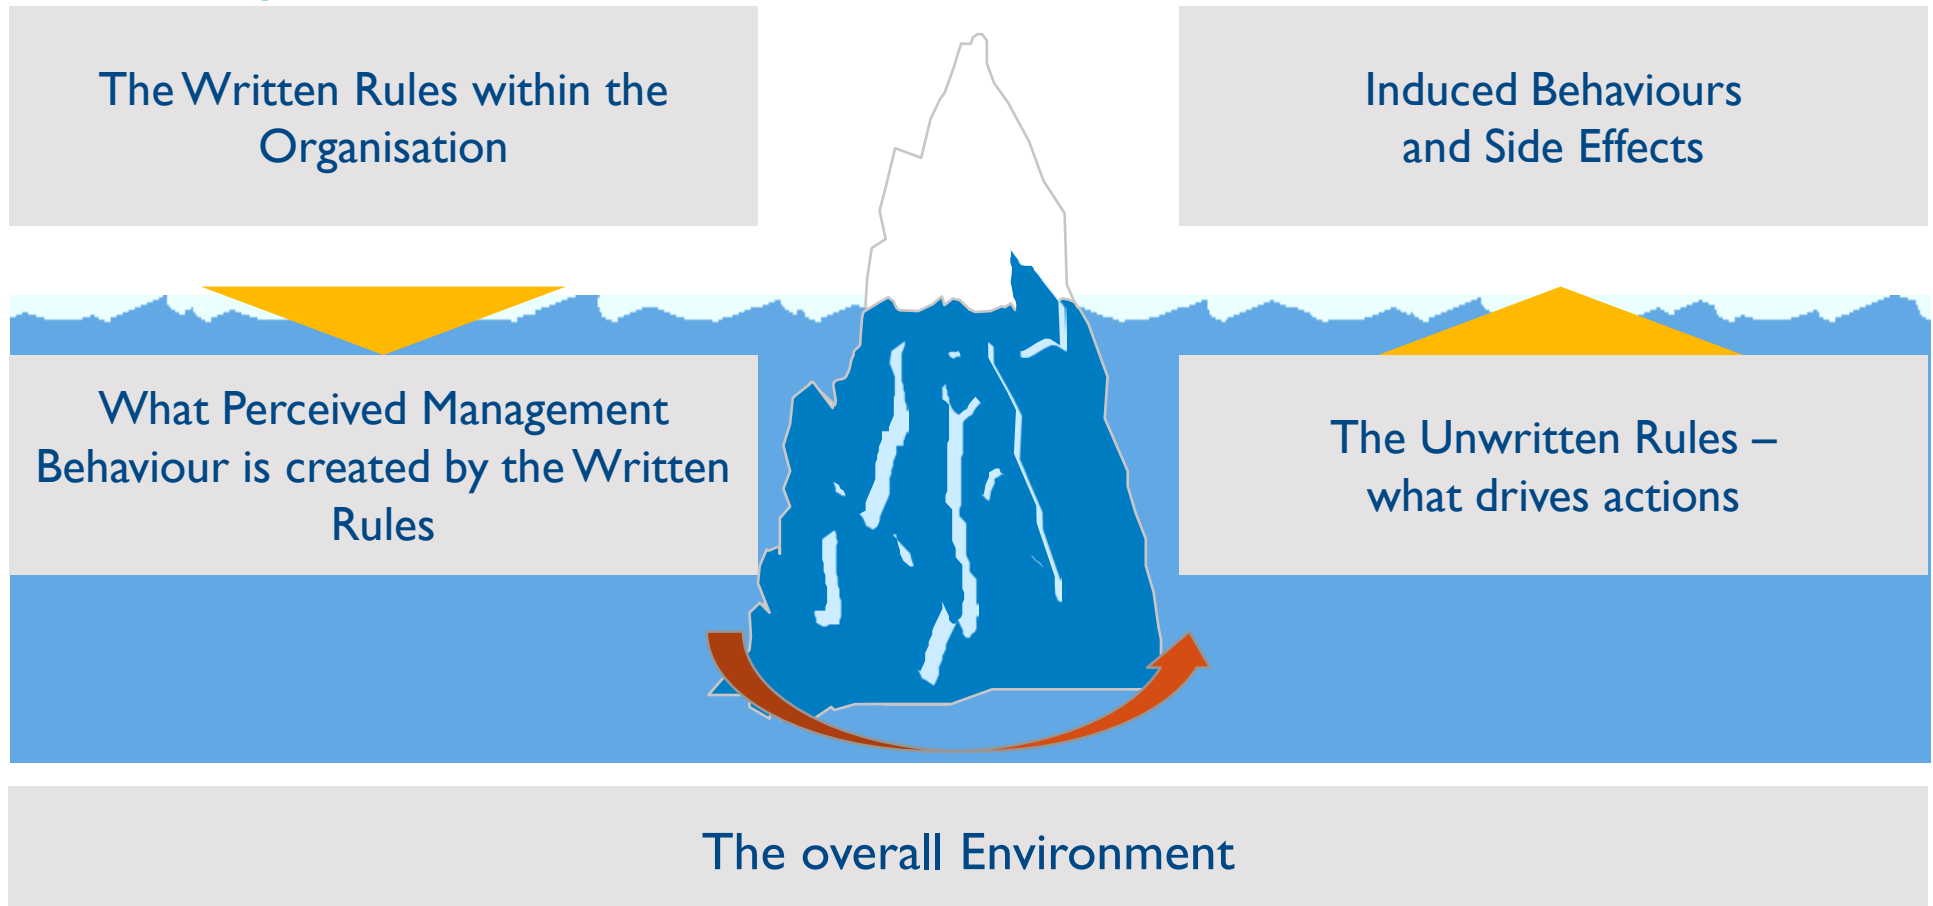 The Written Rules within the
Organisation
Induced Behaviours
and Side Effects
What Perceived Management
Behaviour is created by the Written
Rules
The Unwritten Rules –
what drives actions
The overall Environment